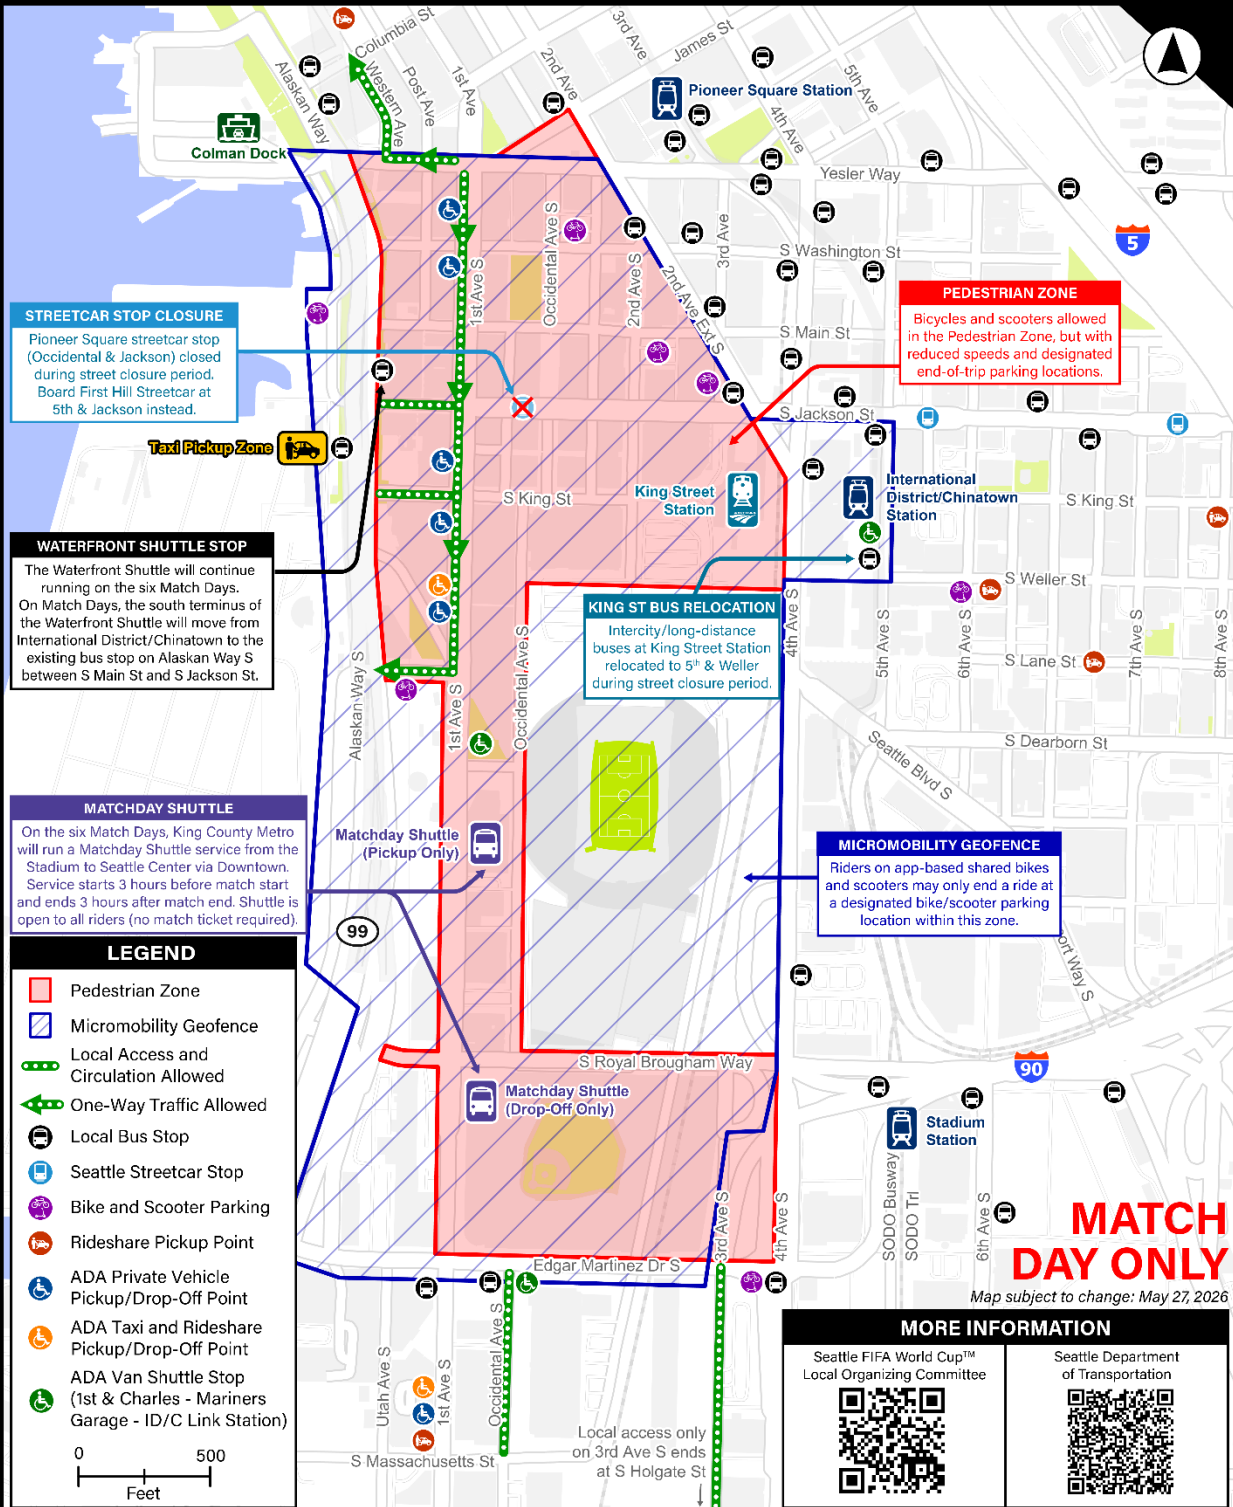 Columbia St
3rd Ave
James St
2nd Ave
Alaskan Way
Western Ave
Post Ave
1st Ave
5th Ave
4th Ave
Pioneer Square Station
Colman Dock
Yesler Way
Occidental Ave S
3rd Ave
S Washington St
5
1st Ave S
2nd Ave S
2nd Ave Ext S
STREETCAR STOP CLOSURE
Pioneer Square streetcar stop
(Occidental & Jackson) closed
during street closure period.
Board First Hill Streetcar at
5th & Jackson instead.
PEDESTRIAN ZONE
Bicycles and scooters allowed
in the Pedestrian Zone, but with
reduced speeds and designated
end-of-trip parking locations.
S Main St
S Jackson St
Taxi Pickup Zone
King Street
Station
S King St
International
District/Chinatown
Station
S King St
WATERFRONT SHUTTLE STOP
The Waterfront Shuttle will continue
running on the six Match Days.
On Match Days, the south terminus of
the Waterfront Shuttle will move from
International District/Chinatown to the
existing bus stop on Alaskan Way S
between S Main St and S Jackson St.
KING ST BUS RELOCATION
Intercity/long-distance
buses at King Street Station
relocated to 5th & Weller
during street closure period.
S Weller St
4th Ave S
5th Ave S
6th Ave S
7th Ave S
8th Ave S
S Lane St
Alaskan Way S
1st Ave S
Occidental Ave S
S Dearborn St
Seattle Blvd S
MATCHDAY SHUTTLE
On the six Match Days, King County Metro
will run a Matchday Shuttle service from the
Stadium to Seattle Center via Downtown.
Service starts 3 hours before match start
and ends 3 hours after match end. Shuttle is
open to all riders (no match ticket required).
Matchday Shuttle
(Pickup Only)
MICROMOBILITY GEOFENCE
Riders on app-based shared bikes
and scooters may only end a ride at
a designated bike/scooter parking
location within this zone.
99
ort Way S
S Royal Brougham Way
90
Matchday Shuttle
(Drop-Off Only)
Stadium
Station
LEGEND
Pedestrian Zone
Micromobility Geofence
Local Access and
Circulation Allowed
One-Way Traffic Allowed
Local Bus Stop
Seattle Streetcar Stop
Bike and Scooter Parking
Rideshare Pickup Point
ADA Private Vehicle
Pickup/Drop-Off Point
ADA Taxi and Rideshare
Pickup/Drop-Off Point
ADA Van Shuttle Stop
(1st & Charles - Mariners
Garage - ID/C Link Station)
0 500
Feet
3rd Ave S
4th Ave S
SODO Busway
SODO Trl
6th Ave S
Edgar Martinez Dr S
Utah Ave S
1st Ave S
Occidental Ave S
S Massachusetts St
Local access only
on 3rd Ave S ends
at S Holgate St
MATCH
DAY ONLY
Map subject to change: May 27, 2026
MORE INFORMATION
Seattle FIFA World Cup™
Local Organizing Committee
Seattle Department
of Transportation